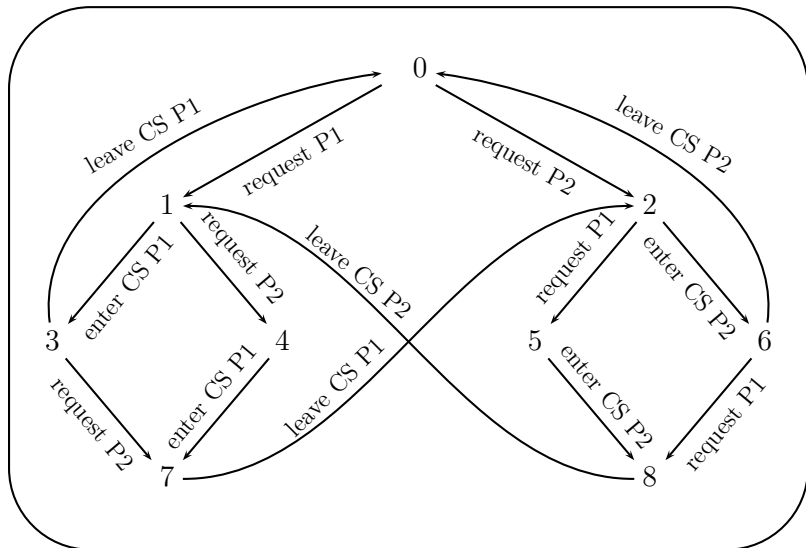 0
leave CS P1
leave CS P2
request P1
request P2
1
2
request P2
request P1
enter CS P1
leave CS P2
enter CS P2
3
4
5
6
enter CS P1
leave CS P1
enter CS P2
request P2
request P1
7
8